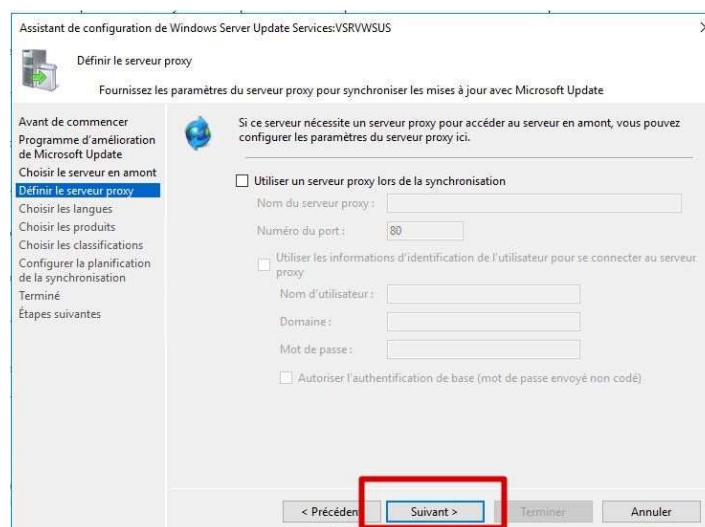 Assistant de configuration de Windows Server Update Services:VSRVWSUS
Définir le serveur proxy
Fournissez les paramètres du serveur proxy pour synchroniser les mises à jour avec Microsoft Update
Avant de commencer
Programme d'amélioration
de Microsoft Update
Choisir le serveur en amont
Définir le serveur proxy
Choisir les langues
Choisir les produits
Choisir les classifications
Configurer la planification
de la synchronisation
Terminé
Étapes suivantes
Si ce serveur nécessite un serveur proxy pour accéder au serveur en amont, vous pouvez
configurer les paramètres du serveur proxy ici.
Utiliser un serveur proxy lors de la synchronisation
Nom du serveur proxy :
Numéro du port : 80
Utiliser les informations d'identification de l'utilisateur pour se connecter au serveur
proxy
Nom d'utilisateur :
Domaine :
Mot de passe :
Autoriser l'authentification de base (mot de passe envoyé non codé)
< Précéden Suivant > Terminer Annuler